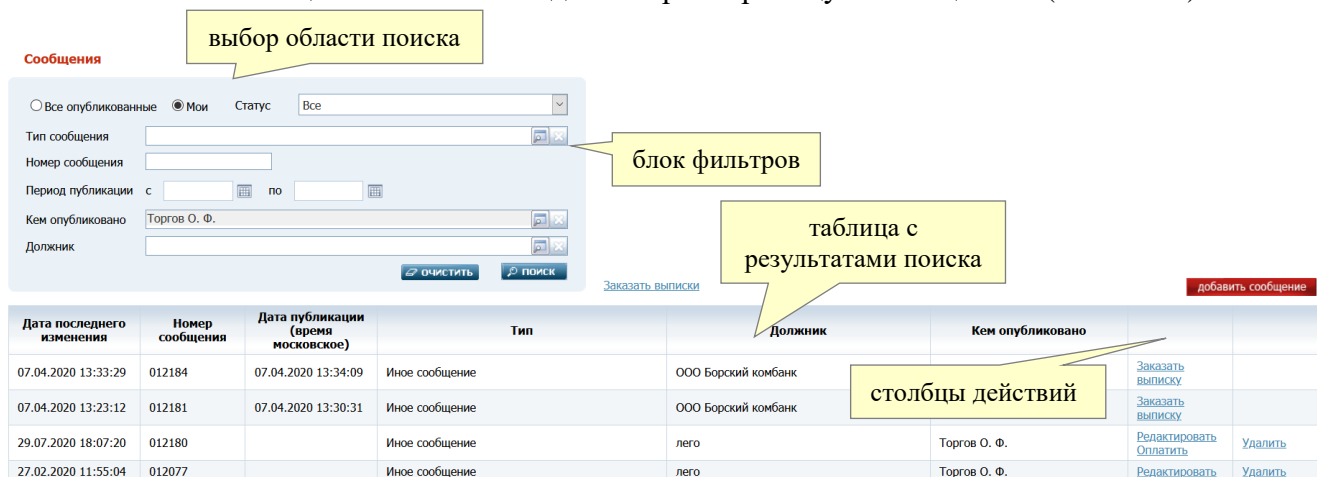 выбор области поиска
Сообщения
Все опубликованные Мои Статус Все
Тип сообщения
Номер сообщения
блок фильтров
Период публикации с по
Кем опубликовано Торгов О. Ф.
Должник
таблица с
результатами поиска
очистить поиск
Заказать выписки
добавить сообщение
Дата последнего изменения Номер сообщения Дата публикации (время московское) Тип Должник Кем опубликовано
столбцы действий
07.04.2020 13:33:29 012184 07.04.2020 13:34:09 Иное сообщение ООО Борский комбанк Заказать выписку
07.04.2020 13:23:12 012181 07.04.2020 13:30:31 Иное сообщение ООО Борский комбанк Заказать выписку
29.07.2020 18:07:20 012180 Иное сообщение лего Торгов О. Ф. Редактировать Оплатить Удалить
27.02.2020 11:55:04 012077 Иное сообщение лего Торгов О. Ф. Редактировать Удалить